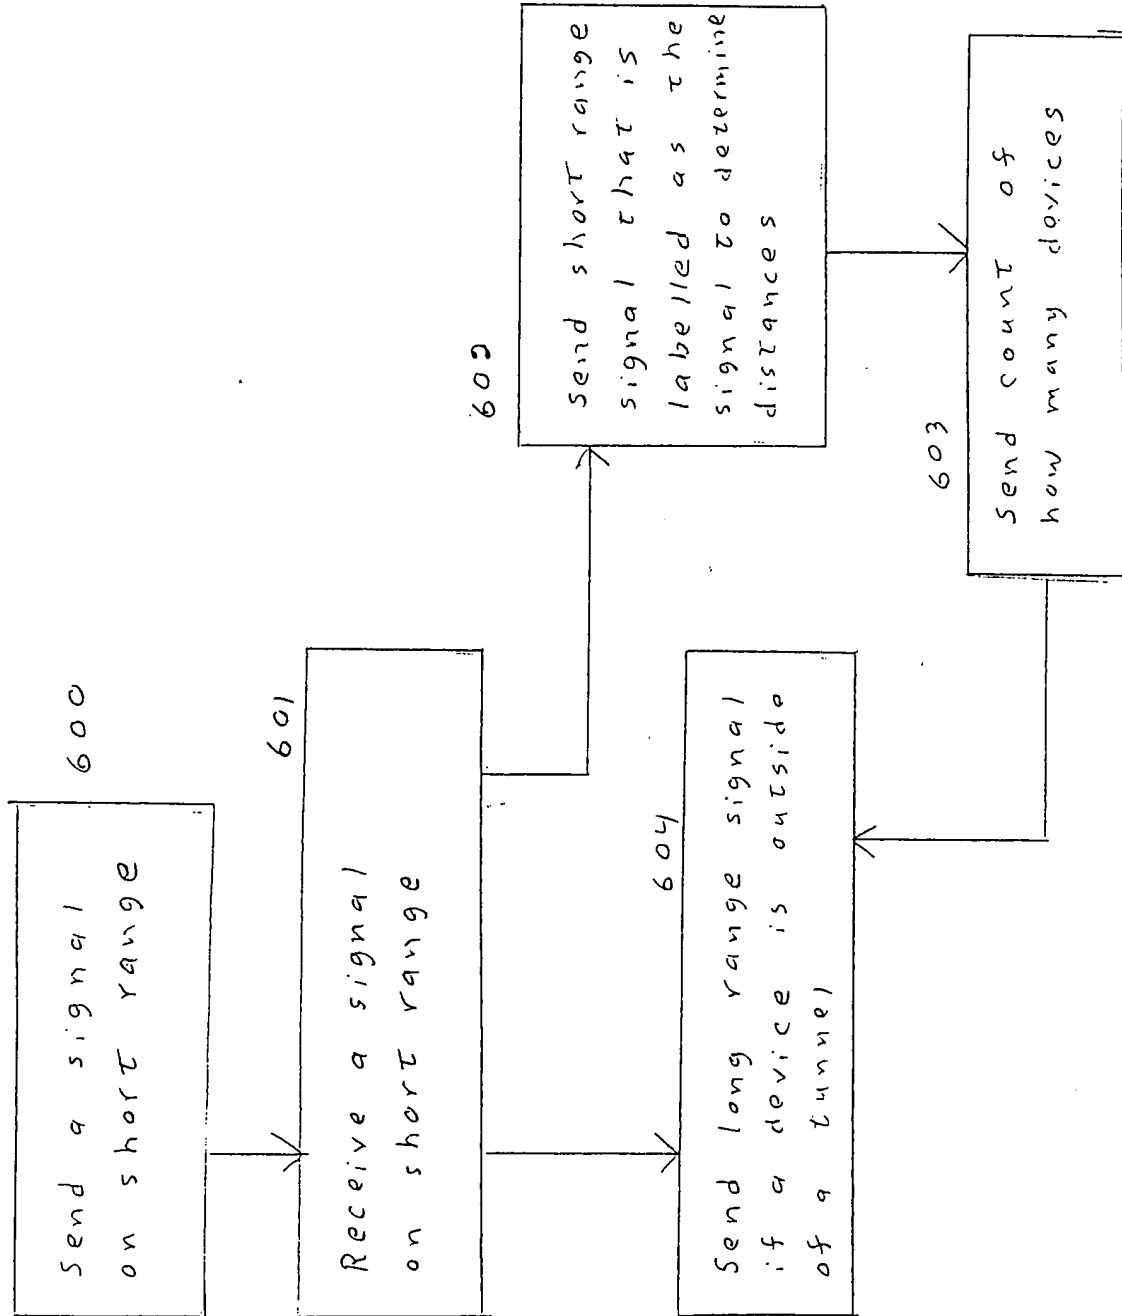 600
Send a signal
on short range
601
Receive a signal
on short range
602
send short range
signal that is
labelled as the
signal to determine
distances
603
send count of
how many devices
604
Send long range signal
if a device is outside
of a tunnel